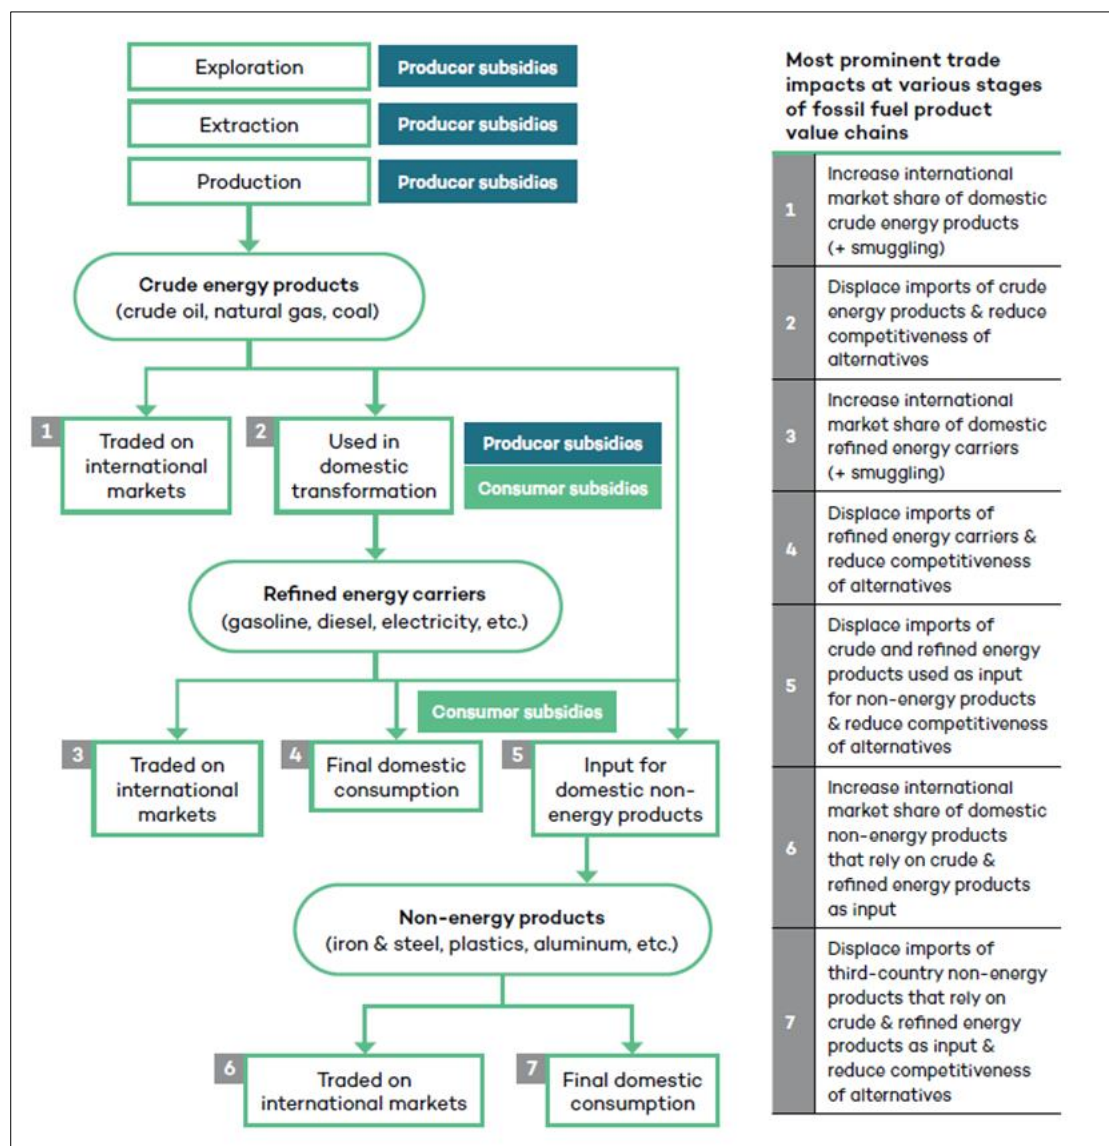 Exploration
Producer subsidies
Extraction
Producer subsidies
Production
Producer subsidies
Crude energy products
(crude oil, natural gas, coal)
1
Traded on
international
markets
2
Used in
domestic
transformation
Producer subsidies
Consumer subsidies
Refined energy carriers
(gasoline, diesel, electricity, etc.)
Consumer subsidies
3
Traded on
international
markets
4
Final domestic
consumption
5
Input for
domestic non-
energy products
Non-energy products
(iron & steel, plastics, aluminum, etc.)
6
Traded on
international markets
7
Final domestic
consumption
Most prominent trade
impacts at various stages
of fossil fuel product
value chains
1
Increase international
market share of domestic
crude energy products
(+ smuggling)
2
Displace imports of crude
energy products & reduce
competitiveness of
alternatives
3
Increase international
market share of domestic
refined energy carriers
(+ smuggling)
4
Displace imports of
refined energy carriers &
reduce competitiveness
of alternatives
5
Displace imports of
crude and refined energy
products used as input
for non-energy products
& reduce competitiveness
of alternatives
6
Increase international
market share of domestic
non-energy products
that rely on crude &
refined energy products
as input
7
Displace imports of
third-country non-energy
products that rely on
crude & refined energy
products as input &
reduce competitiveness
of alternatives